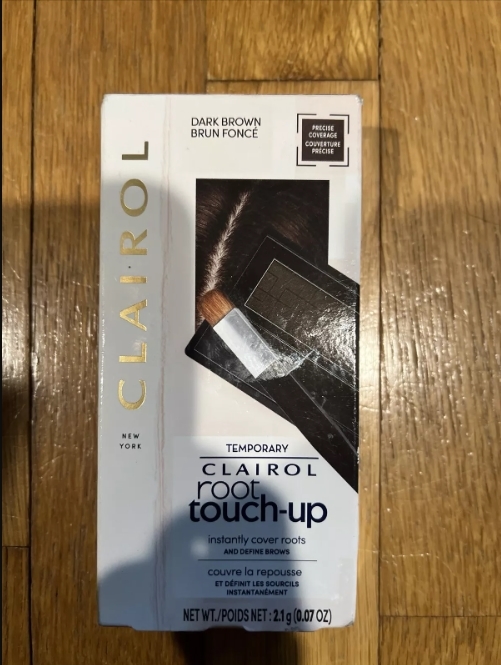 DARK BROWN
BRUN FONCÉ
PRECISE
COVERAGE
COUVERTURE
PRÉCISE
CLAIROL
NEW
YORK
TEMPORARY
CLAIROL
root
touch-up
instantly cover roots
AND DEFINE BROWS
couvre la repousse
ET DÉFINIT LES SOURCILS
INSTANTANÉMENT
NET WT./POIDS NET : 2.1 g (0.07 OZ)